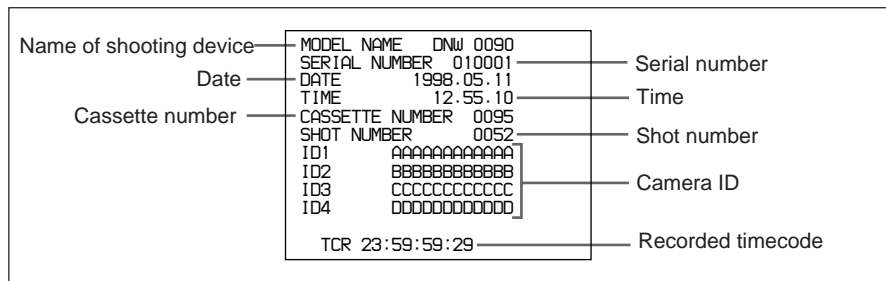 Name of shooting device
MODEL NAME DNW 0090
SERIAL NUMBER 010001
Serial number
Date
DATE 1998.05.11
TIME 12.55.10
Time
Cassette number
CASSETTE NUMBER 0095
SHOT NUMBER 0052
Shot number
ID1 AAAAAAAAAAAA
ID2 BBBBBBBBBBBB
ID3 CCCCCCCCCCCC
ID4 DDDDDDDDDDDD
Camera ID
TCR 23:59:59:29
Recorded timecode